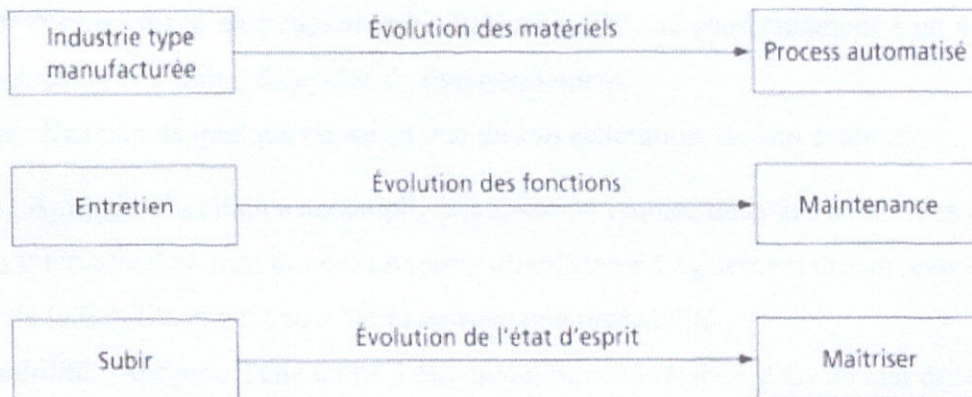 Industrie type
manufacturée
Évolution des matériels
Process automatisé
Entretien
Évolution des fonctions
Maintenance
Subir
Évolution de l'état d'esprit
Maîtriser